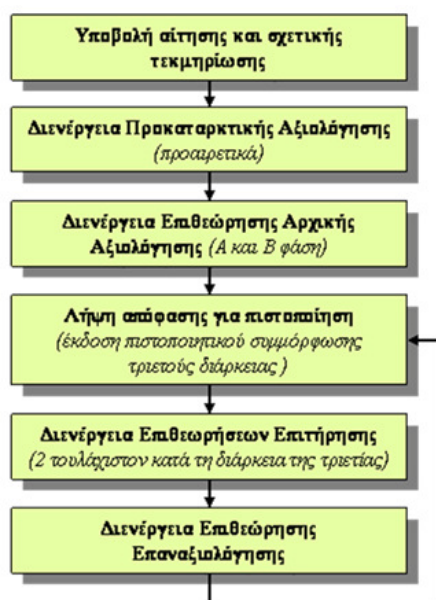 Υποβολή αίτησης και σχετικής
τεκμηρίωσης
Διενέργεια Προκαταρκτικής Αξιολόγησης
(προαιρετικά)
Διενέργεια Επιθεώρησης Αρχικής
Αξιολόγησης (Α και Β φάση)
Λήψη απόφασης για πιστοποίηση
(έκδοση πιστοποιητικού συμμόρφωσης
τριετούς διάρκειας )
Διενέργεια Επιθεωρήσεων Επιτήρησης
(2 τουλάχιστον κατά τη διάρκεια της τριετίας)
Διενέργεια Επιθεώρησης
Επαναξιολόγησης